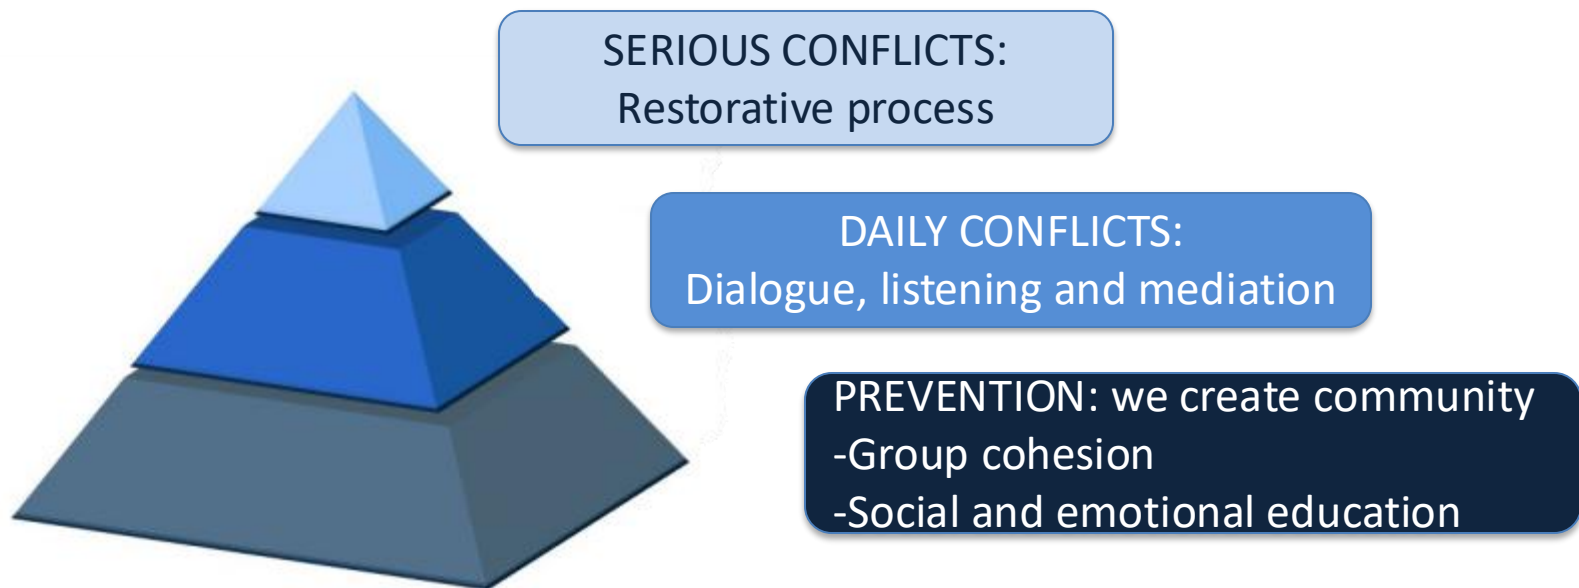 SERIOUS CONFLICTS:
Restorative process
DAILY CONFLICTS:
Dialogue, listening and mediation
PREVENTION: we create community
-Group cohesion
-Social and emotional education